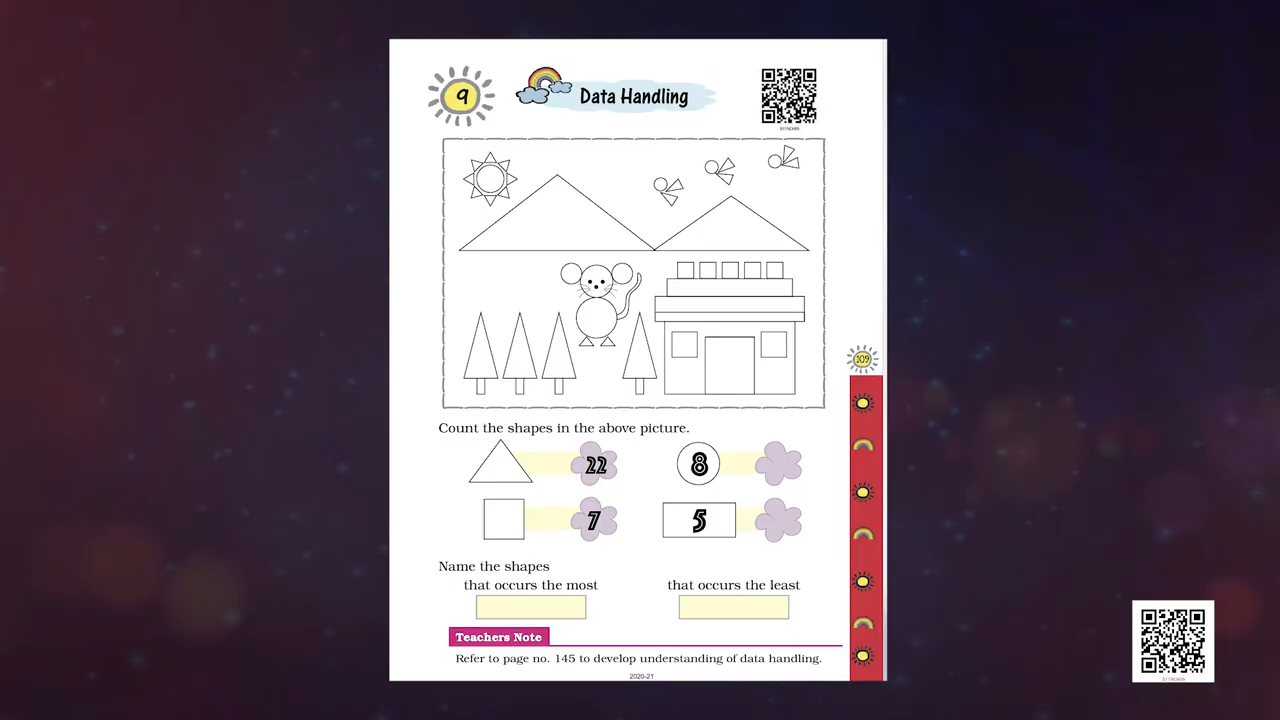 9
Data Handling
0119CH09
109
Count the shapes in the above picture.
22
8
7
5
Name the shapes
that occurs the most
that occurs the least
Teachers Note
Refer to page no. 145 to develop understanding of data handling.
2020-21
0119CH09